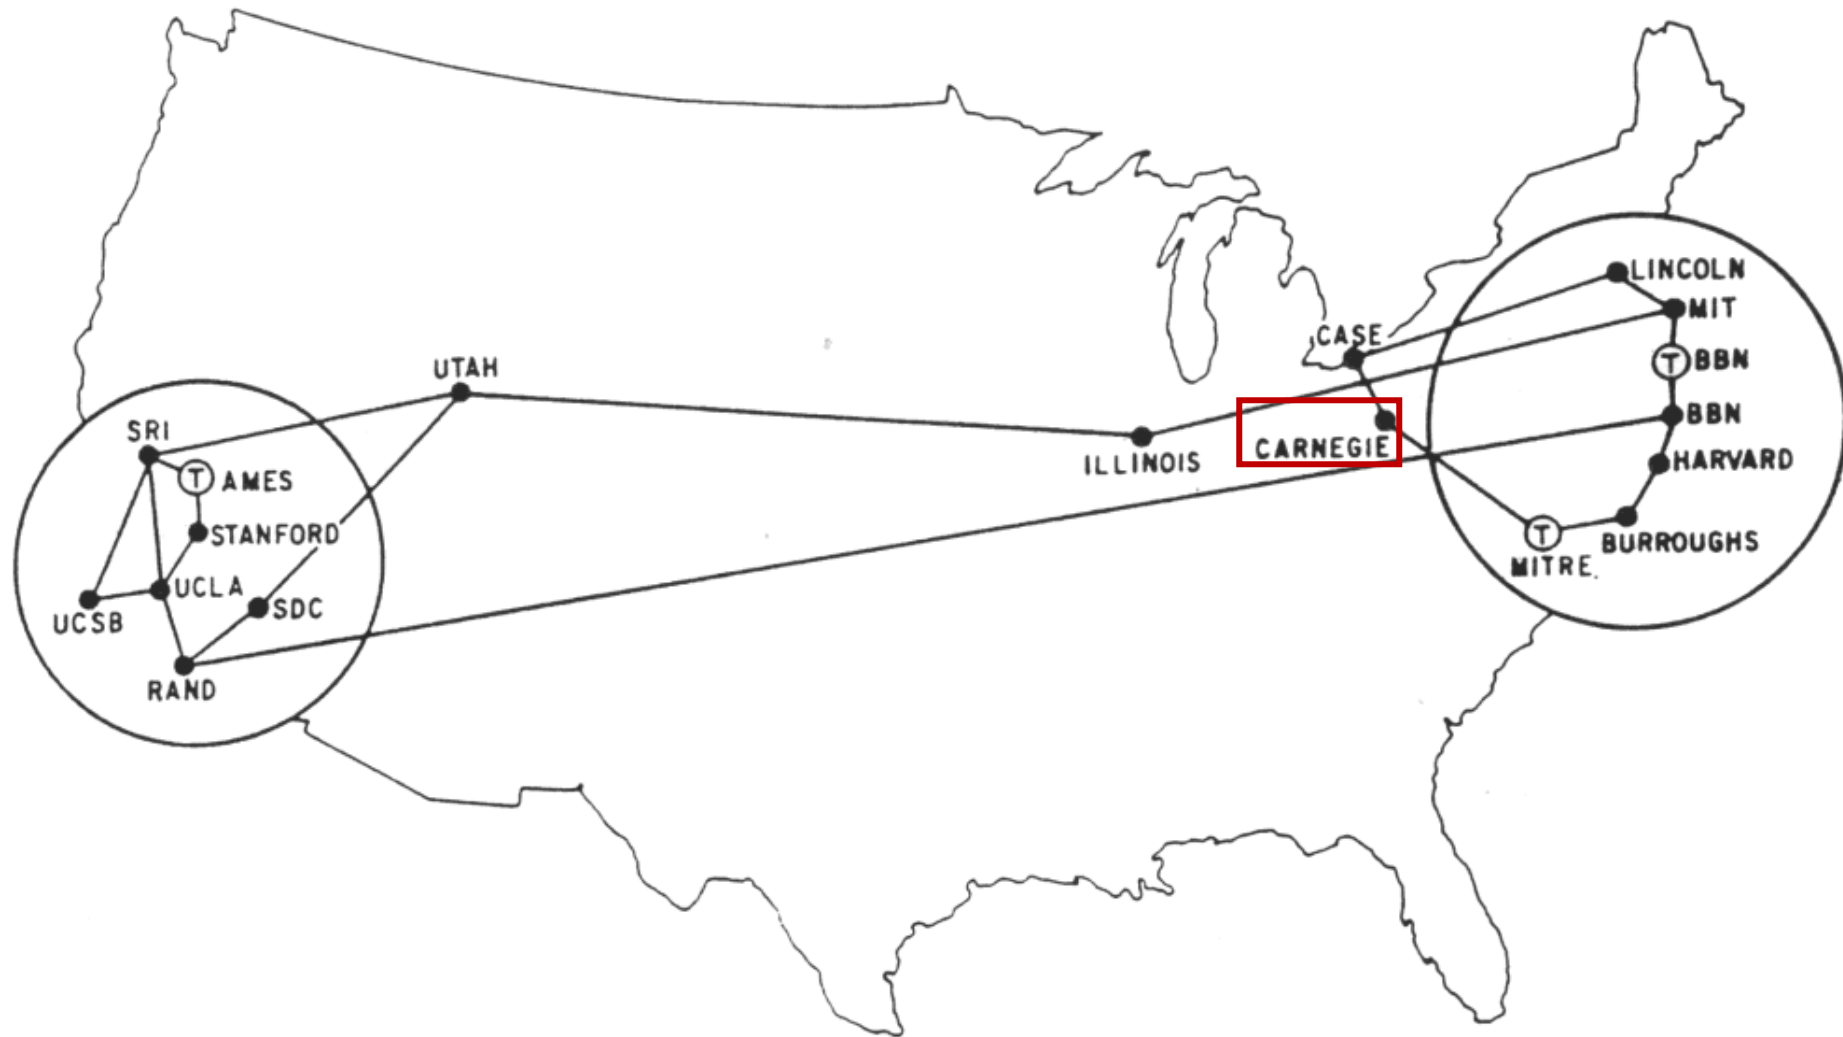 LINCOLN
MIT
CASE
T BBN
UTAH
BBN
SRI
CARNEGIE
ILLINOIS
HARVARD
T AMES
STANFORD
T
BURROUGHS
MITRE.
UCLA
SDC
UCSB
RAND